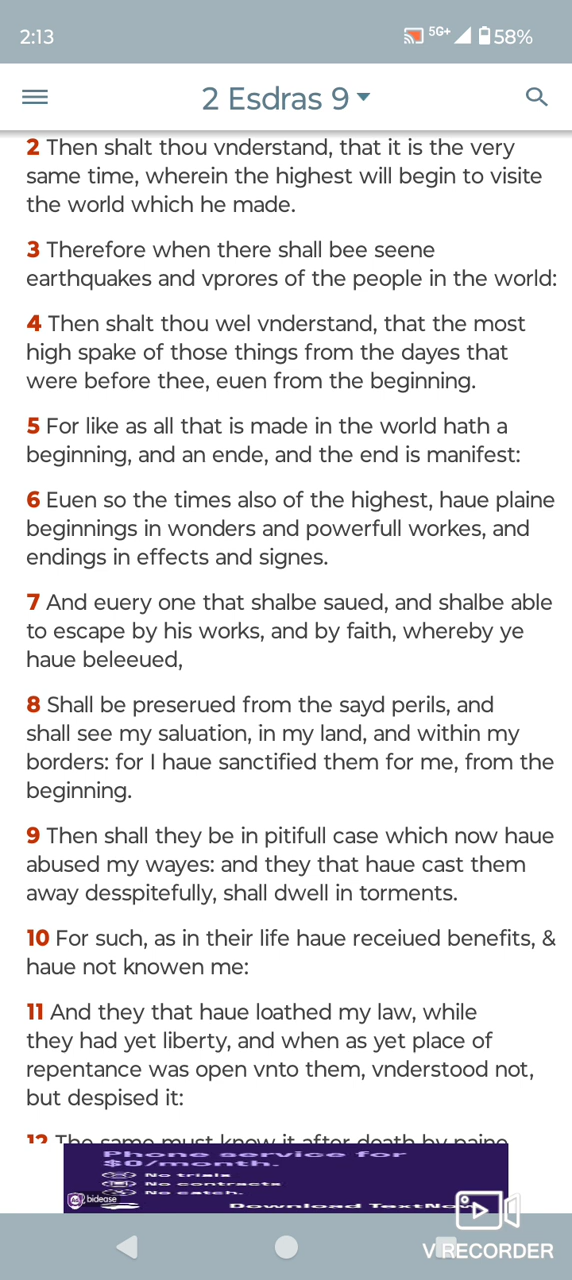 2:13
5G+ 58%
2 Esdras 9
2 Then shalt thou vnderstand, that it is the very
same time, wherein the highest will begin to visite
the world which he made.
3 Therefore when there shall bee seene
earthquakes and vprores of the people in the world:
4 Then shalt thou wel vnderstand, that the most
high spake of those things from the dayes that
were before thee, euen from the beginning.
5 For like as all that is made in the world hath a
beginning, and an ende, and the end is manifest:
6 Euen so the times also of the highest, haue plaine
beginnings in wonders and powerfull workes, and
endings in effects and signes.
7 And euery one that shalbe saued, and shalbe able
to escape by his works, and by faith, whereby ye
haue beleeued,
8 Shall be preserued from the sayd perils, and
shall see my saluation, in my land, and within my
borders: for I haue sanctified them for me, from the
beginning.
9 Then shall they be in pitifull case which now haue
abused my wayes: and they that haue cast them
away desspitefully, shall dwell in torments.
10 For such, as in their life haue receiued benefits, &
haue not knowen me:
11 And they that haue loathed my law, while
they had yet liberty, and when as yet place of
repentance was open vnto them, vnderstood not,
but despised it:
12 The same must know it after death by paine
Phone service for
$0/month.
No trials
No contracts
No catch.
bidease
Download TextNow
V RECORDER